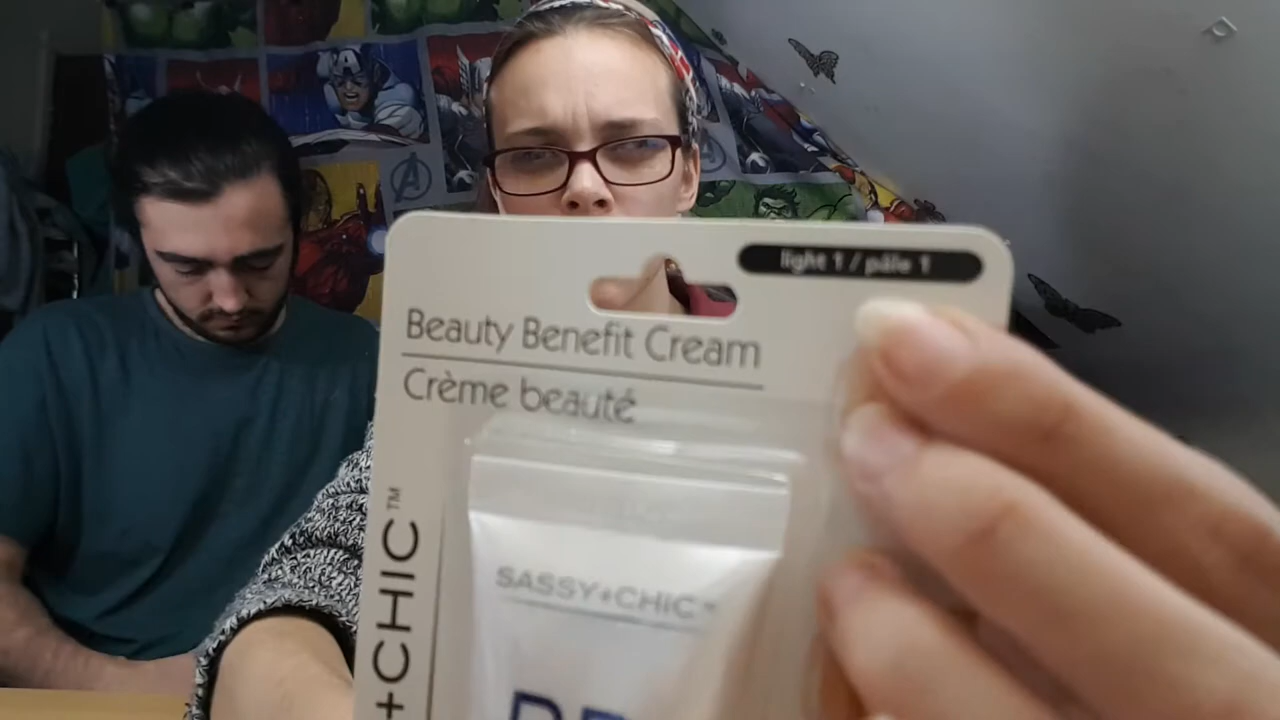 light 1 / pâle 1
Beauty Benefit Cream
Crème beauté
+CHIC™
SASSY+CHIC™